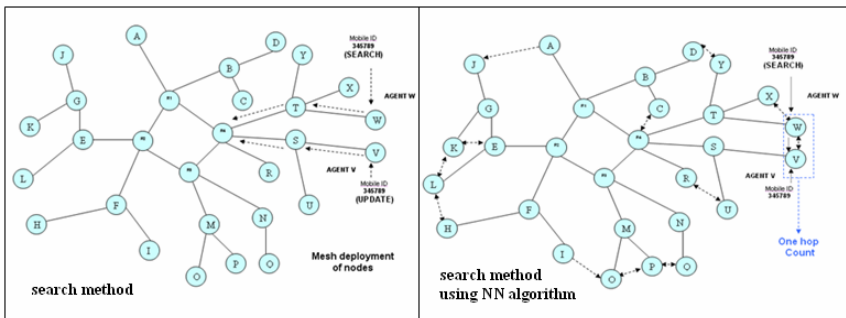 A
D
J
B
Y
Mobile ID
345789
(SEARCH)
G
C
X
AGENT W
T
W
K
E
S
V
L
R
AGENT V
Mobile ID
345789
(UPDATE)
F
U
H
M
N
I
O
P
Q
Mesh deployment
of nodes
search method
A
D
J
B
Y
Mobile ID
345789
(SEARCH)
G
C
X
AGENT W
T
W
K
E
S
V
L
R
AGENT V
Mobile ID
345789
F
U
H
M
N
One hop
Count
I
O
P
Q
search method
using NN algorithm